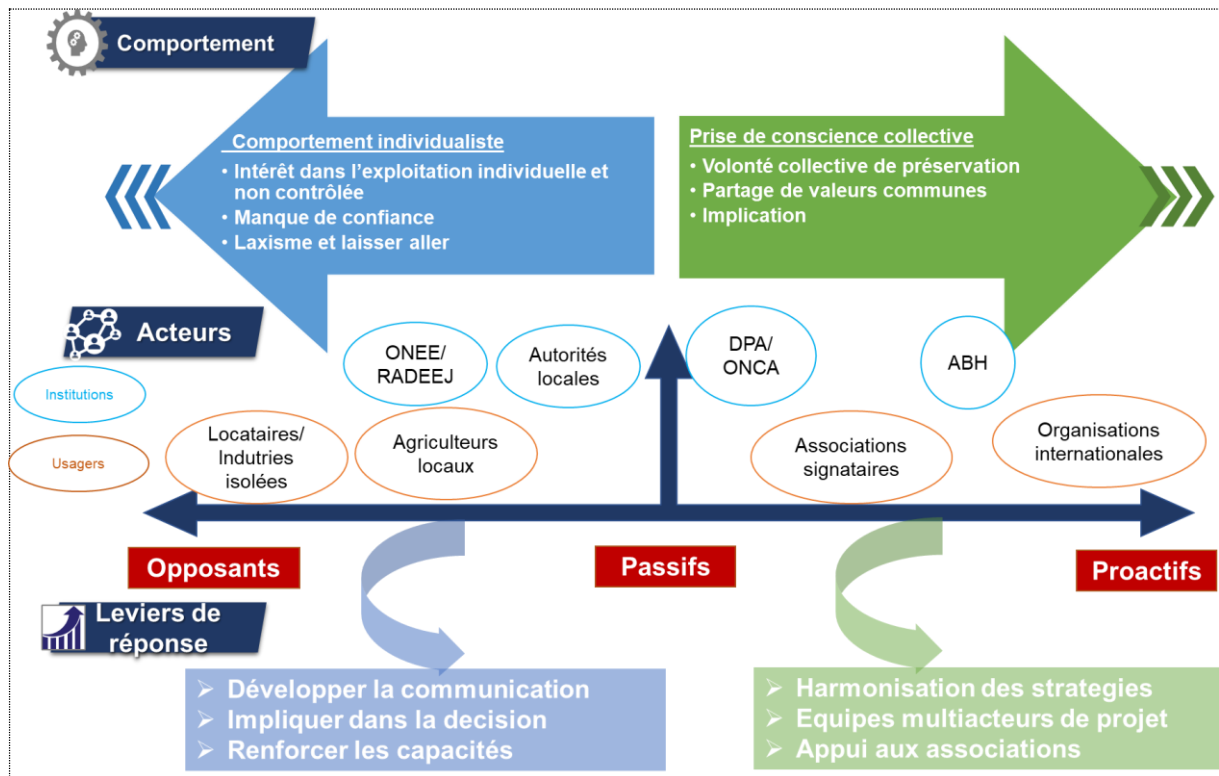 Comportement
Comportement individualiste
• Intérêt dans l'exploitation individuelle et
non contrôlée
• Manque de confiance
• Laxisme et laisser aller
Prise de conscience collective
• Volonté collective de préservation
• Partage de valeurs communes
• Implication
Acteurs
Institutions
Usagers
ONEE/
RADEEJ
Autorités
locales
DPA/
ONCA
ABH
Locataires/
Indutries
isolées
Agriculteurs
locaux
Associations
signataires
Organisations
internationales
Opposants
Passifs
Proactifs
Leviers de
réponse
➢ Développer la communication
➢ Impliquer dans la decision
➢ Renforcer les capacités
➢ Harmonisation des strategies
➢ Equipes multiacteurs de projet
➢ Appui aux associations